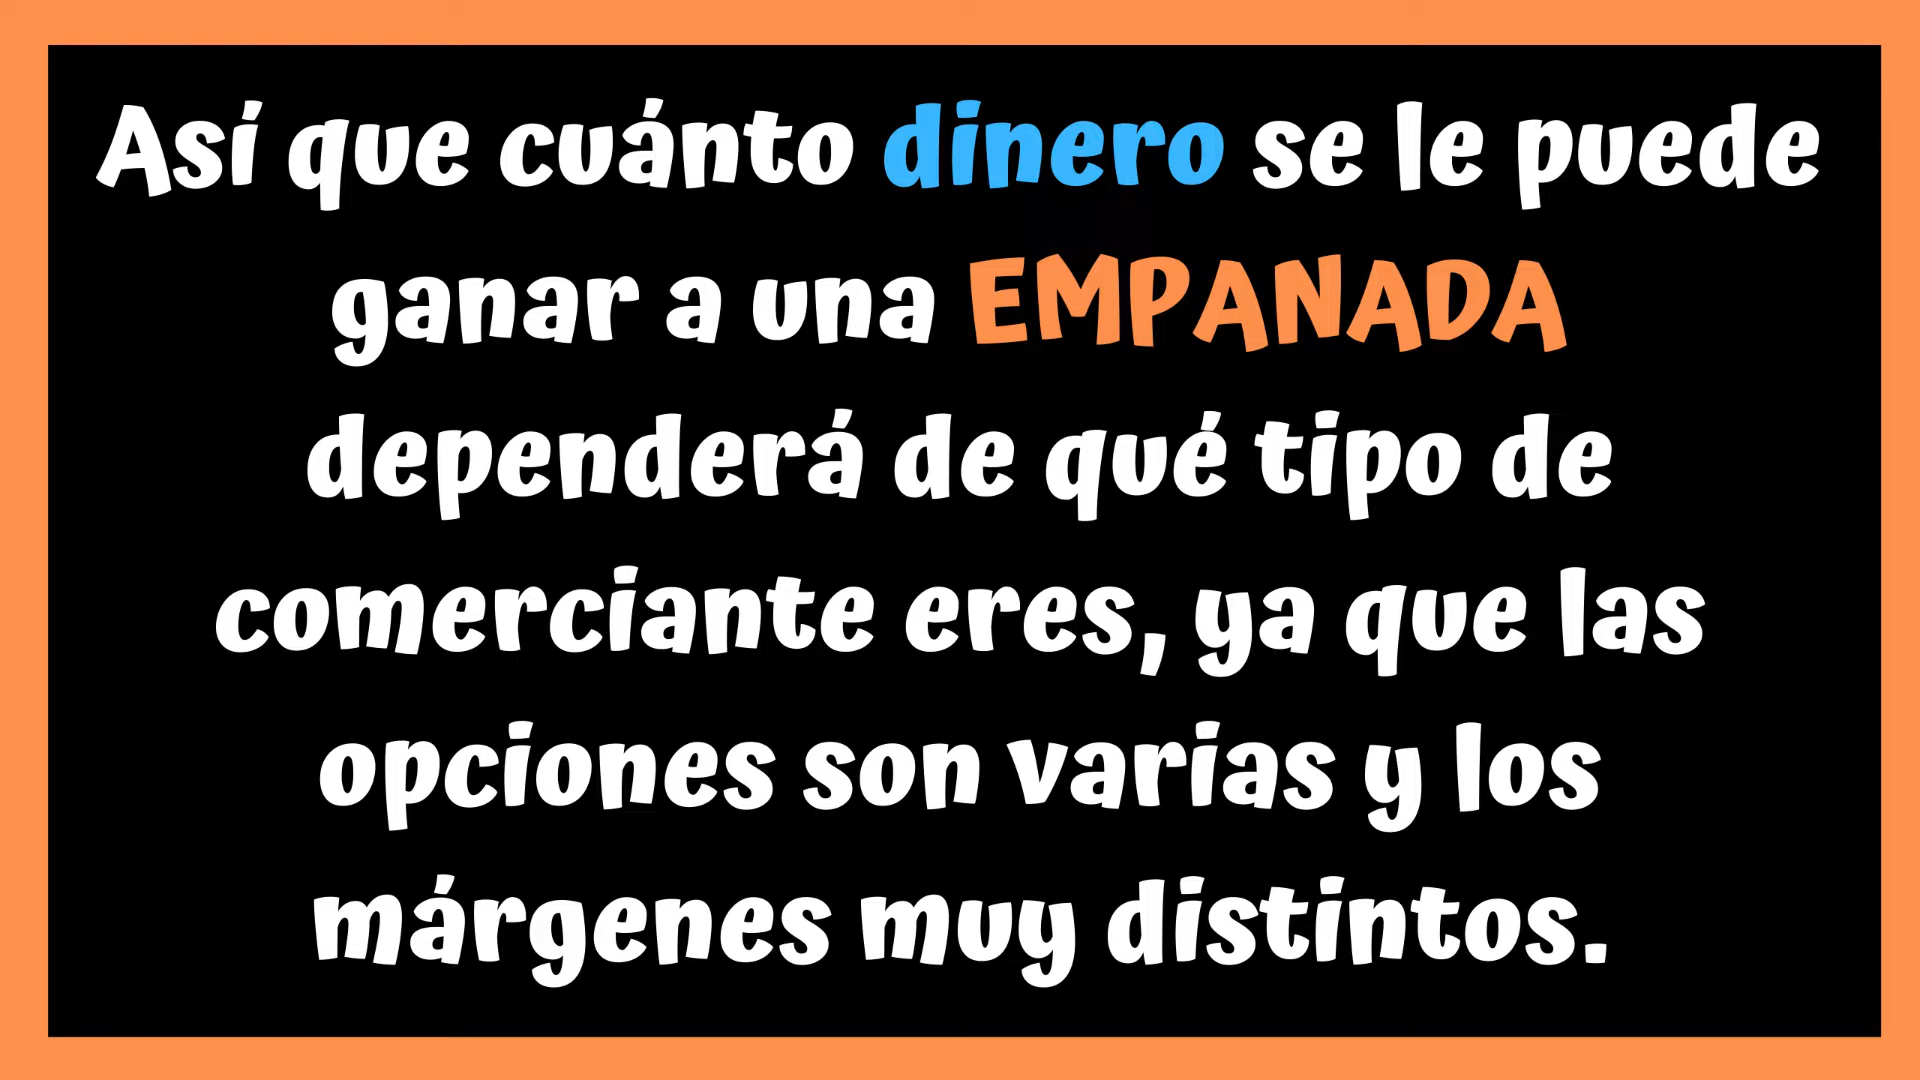 Así que cuánto dinero se le puede
ganar a una EMPANADA
dependerá de qué tipo de
comerciante eres, ya que las
opciones son varias y los
márgenes muy distintos.